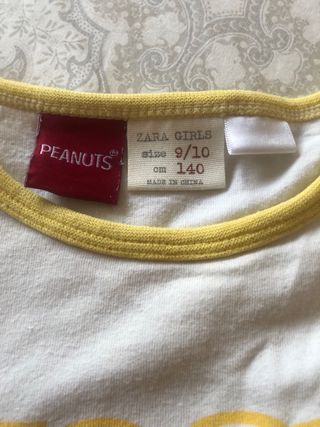 PEANUTS®
ZARA GIRLS
size 9/10
cm 140
MADE IN CHINA